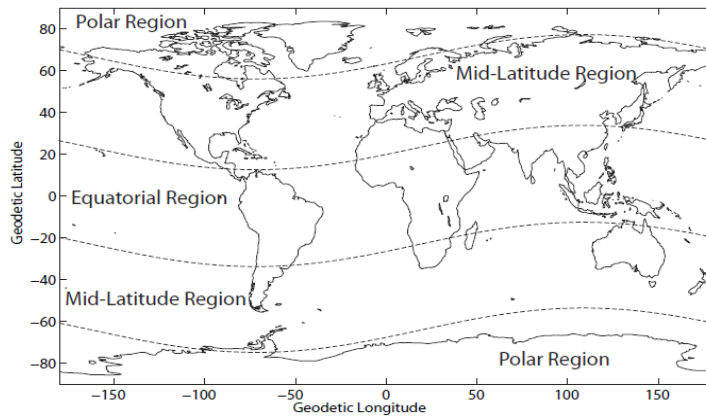 80
Polar Region
60
Mid-Latitude Region
40
20
0
Equatorial Region
−20
−40
Mid-Latitude Region
−60
−80
Polar Region
Geodetic Latitude
−150 −100 −50 0 50 100 150
Geodetic Longitude